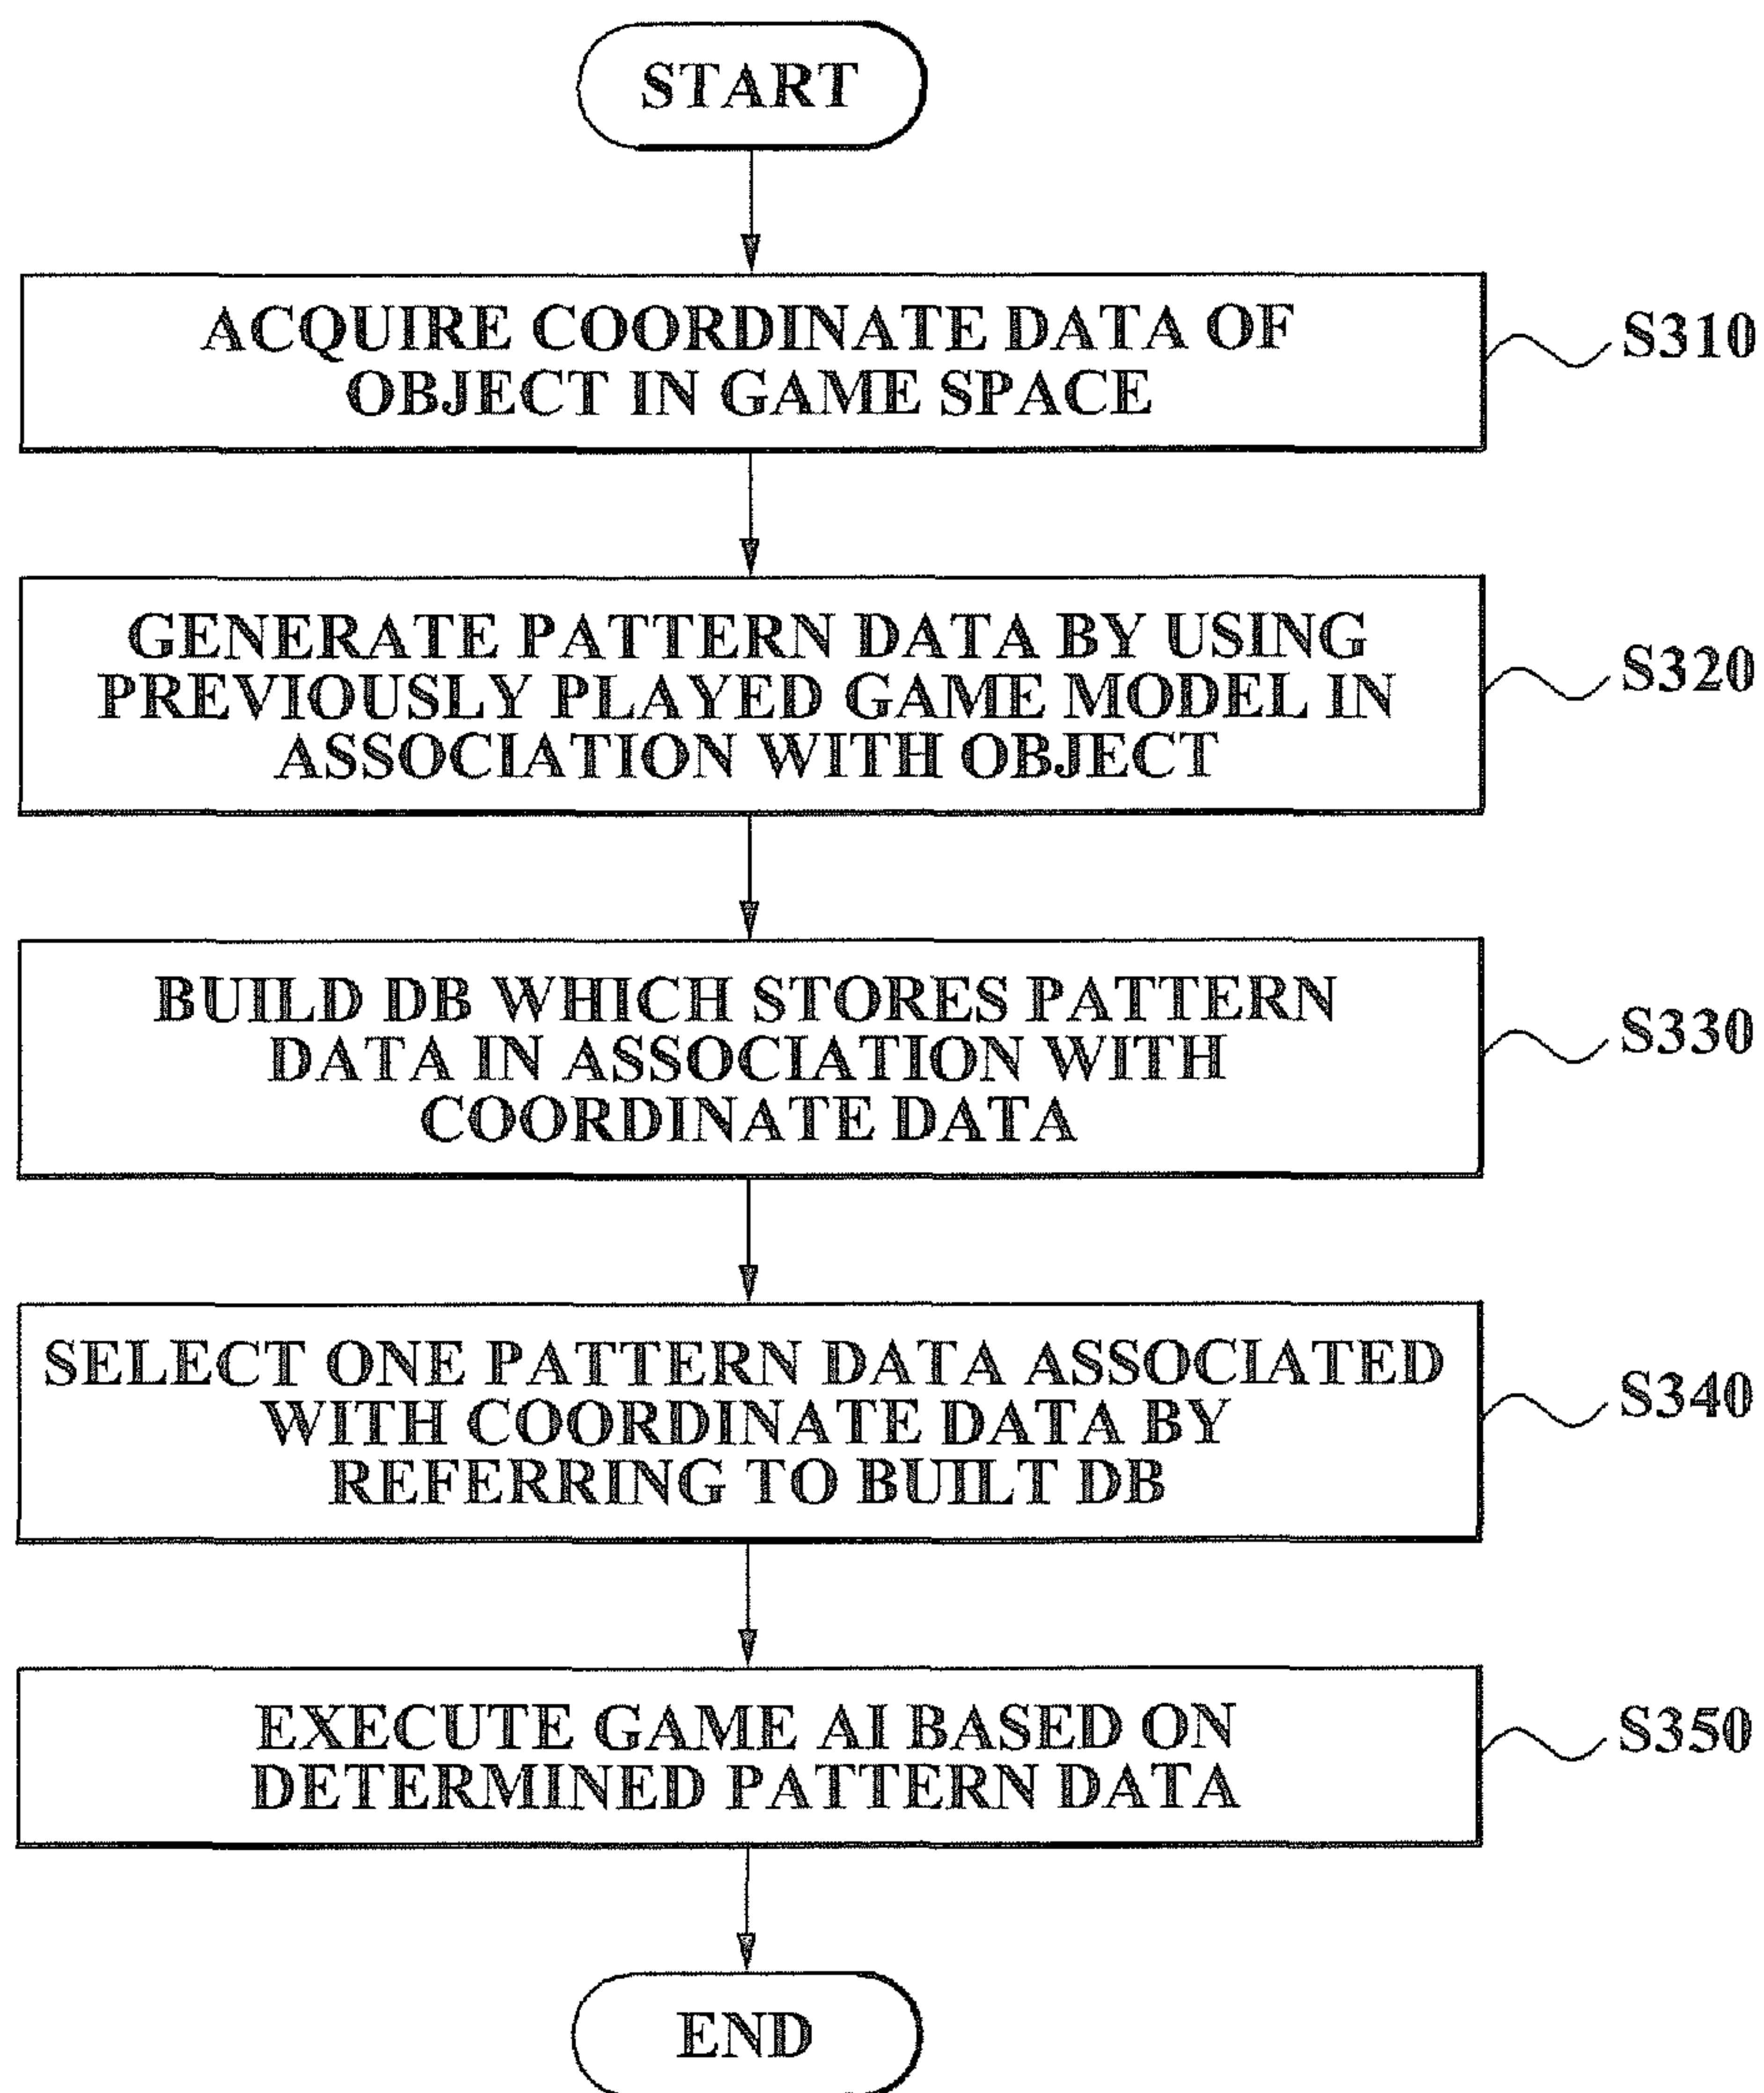 START
ACQUIRE COORDINATE DATA OF
OBJECT IN GAME SPACE
S310
GENERATE PATTERN DATA BY USING
PREVIOUSLY PLAYED GAME MODEL IN
ASSOCIATION WITH OBJECT
S320
BUILD DB WHICH STORES PATTERN
DATA IN ASSOCIATION WITH
COORDINATE DATA
S330
SELECT ONE PATTERN DATA ASSOCIATED
WITH COORDINATE DATA BY
REFERRING TO BUILT DB
S340
EXECUTE GAME AI BASED ON
DETERMINED PATTERN DATA
S350
END